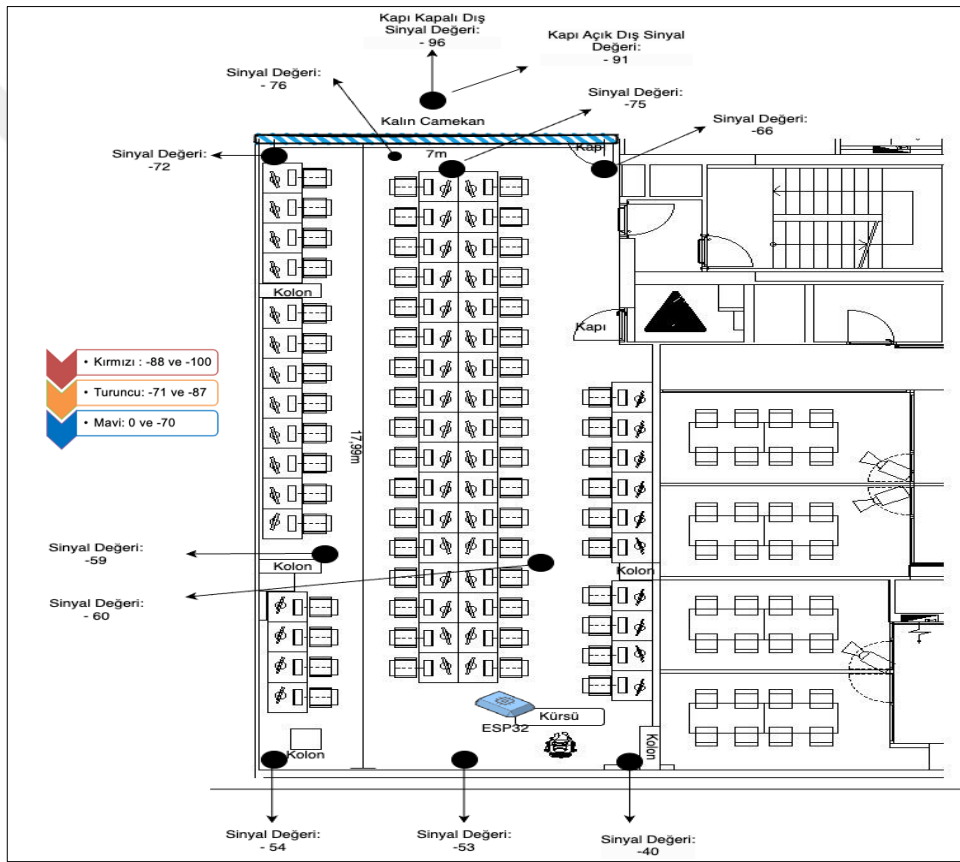 Kapı Kapalı Dış
Sinyal Değeri:
- 96
Kapı Açık Dış Sinyal
Değeri:
- 91
Sinyal Değeri:
- 76
Sinyal Değeri:
-75
Kalın Camekan
Sinyal Değeri:
-66
Sinyal Değeri:
-72
7m
Kapı
Kolon
Kapı
• Kırmızı : -88 ve -100
• Turuncu: -71 ve -87
• Mavi: 0 ve -70
17,99m
Sinyal Değeri:
-59
Kolon
Kolon
Sinyal Değeri:
- 60
Kürsü
ESP32
Kolon
Kolon
Sinyal Değeri:
- 54
Sinyal Değeri:
-53
Sinyal Değeri:
-40